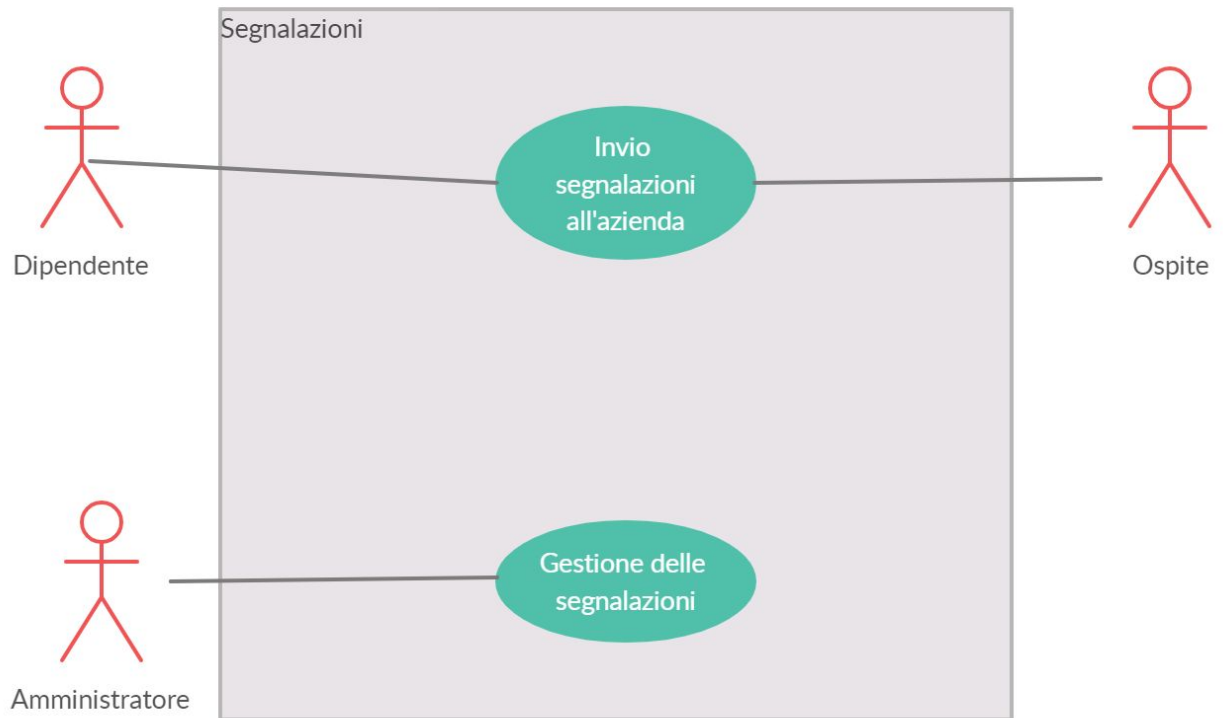 Segnalazioni
Invio
segnalazioni
all'azienda
Dipendente
Ospite
Gestione delle
segnalazioni
Amministratore